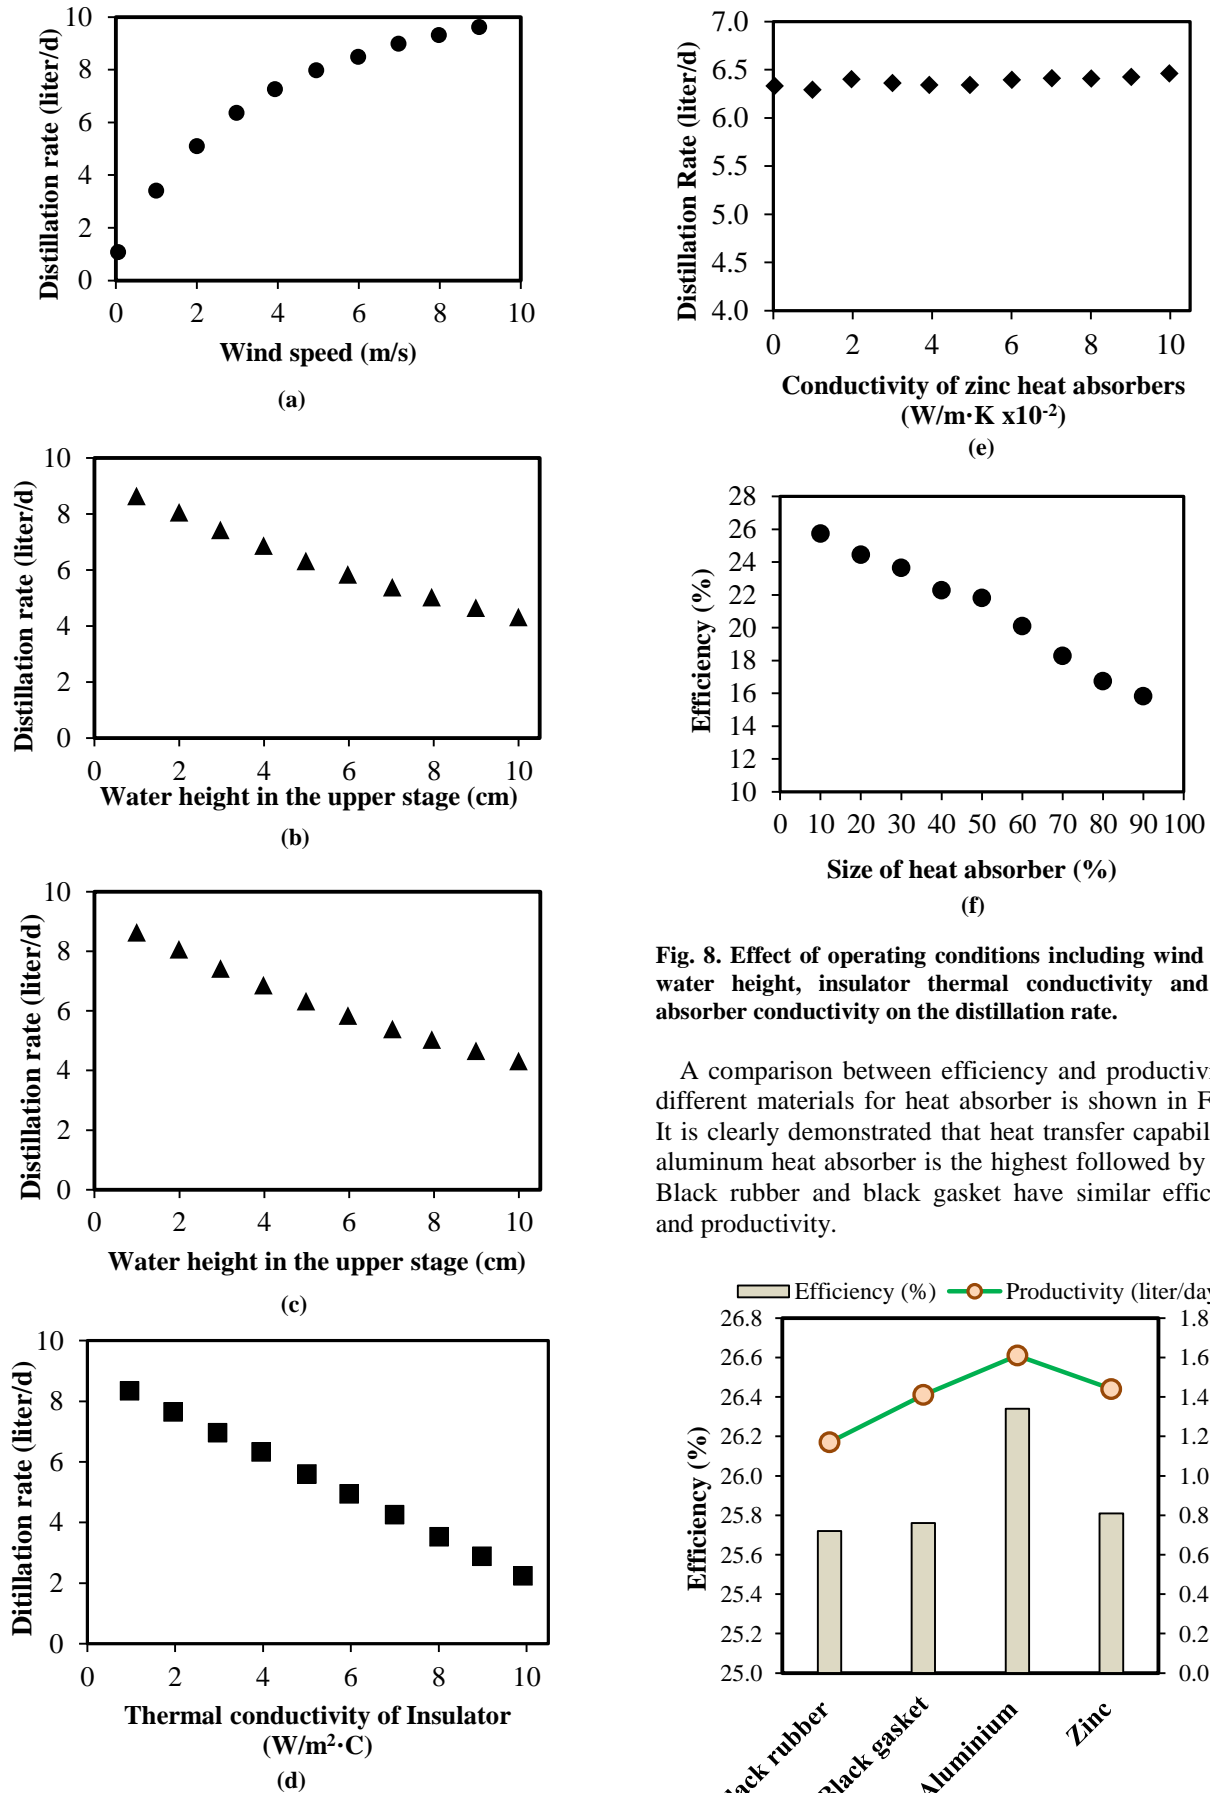 10
8
6
4
2
0
Distillation rate (liter/d)
0 2 4 6 8 10
Wind speed (m/s)
(a)
10
8
6
4
2
0
Distillation rate (liter/d)
0 2 4 6 8 10
Water height in the upper stage (cm)
(b)
10
8
6
4
2
0
Distillation rate (liter/d)
0 2 4 6 8 10
Water height in the upper stage (cm)
(c)
10
8
6
4
2
0
Ditillation rate (liter/d)
0 2 4 6 8 10
Thermal conductivity of Insulator
(W/m²·C)
(d)
7.0
6.5
6.0
5.5
5.0
4.5
4.0
Distillation Rate (liter/d)
0 2 4 6 8 10
Conductivity of zinc heat absorbers
(W/m·K x10⁻²)
(e)
28
26
24
22
20
18
16
14
12
10
Efficiency (%)
0 10 20 30 40 50 60 70 80 90 100
Size of heat absorber (%)
(f)
Fig. 8. Effect of operating conditions including wind
water height, insulator thermal conductivity and
absorber conductivity on the distillation rate.
A comparison between efficiency and productivi
different materials for heat absorber is shown in F
It is clearly demonstrated that heat transfer capabil
aluminum heat absorber is the highest followed by
Black rubber and black gasket have similar effic
and productivity.
Efficiency (%) Productivity (liter/day
26.8
26.6
26.4
26.2
26.0
25.8
25.6
25.4
25.2
25.0
Efficiency (%)
1.8
1.6
1.4
1.2
1.0
0.8
0.6
0.4
0.2
0.0
lack rubber
Black gasket
Aluminium
Zinc